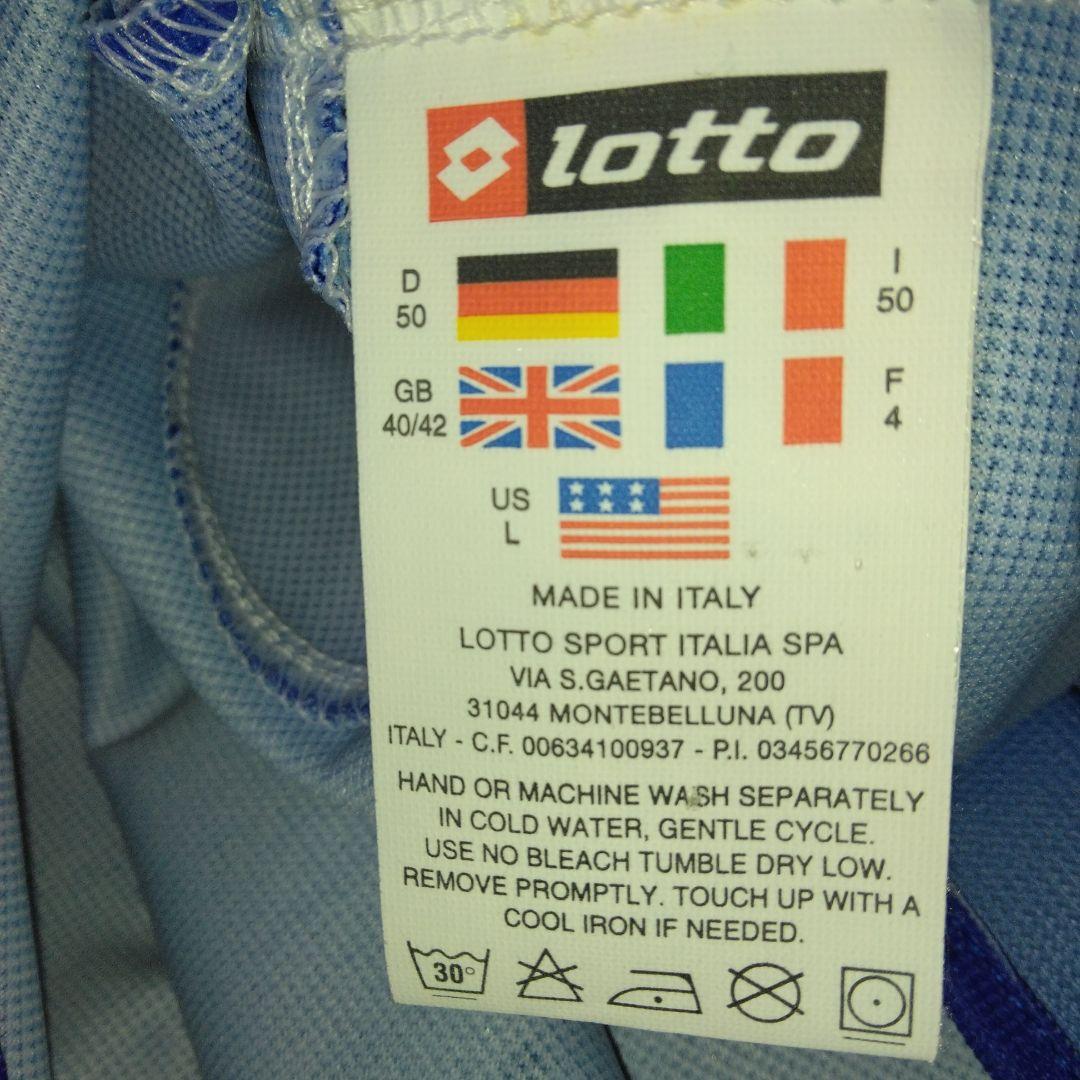 lotto
D
50
I
50
GB
40/42
F
4
US
L
MADE IN ITALY
LOTTO SPORT ITALIA SPA
VIA S.GAETANO, 200
31044 MONTEBELLUNA (TV)
ITALY - C.F. 00634100937 - P.I. 03456770266
HAND OR MACHINE WASH SEPARATELY
IN COLD WATER, GENTLE CYCLE.
USE NO BLEACH TUMBLE DRY LOW.
REMOVE PROMPTLY. TOUCH UP WITH A
COOL IRON IF NEEDED.
30°